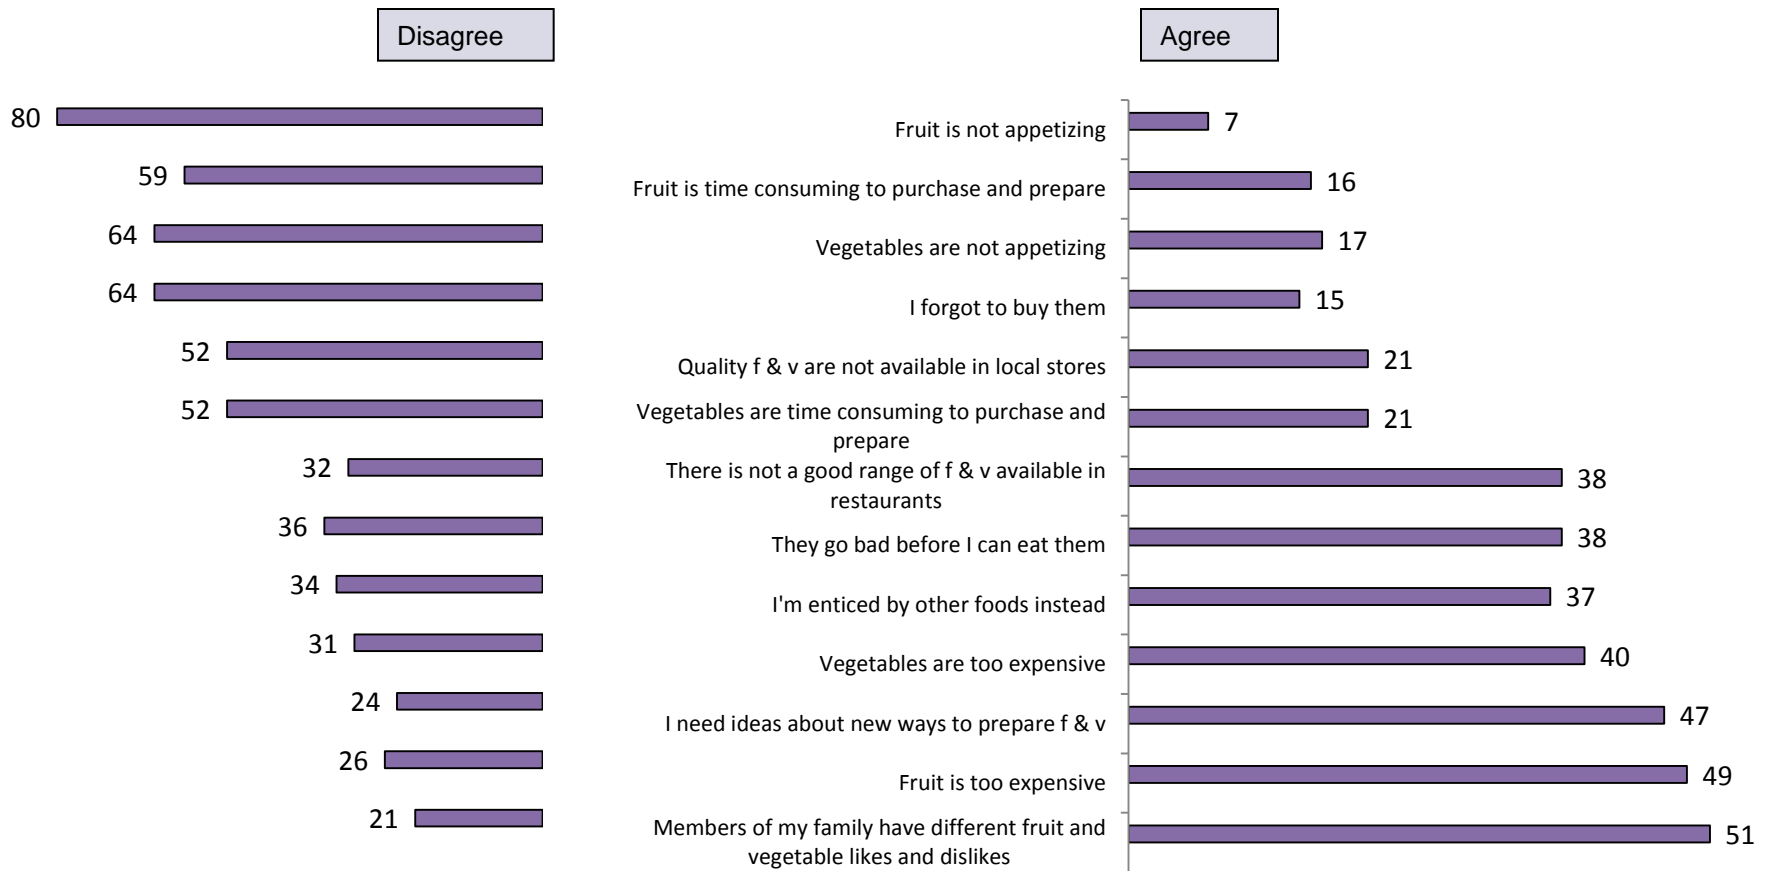 Disagree
Agree
80
Fruit is not appetizing
7
59
Fruit is time consuming to purchase and prepare
16
64
Vegetables are not appetizing
17
64
I forgot to buy them
15
52
Quality f & v are not available in local stores
21
52
Vegetables are time consuming to purchase and
prepare
21
32
There is not a good range of f & v available in
restaurants
38
36
They go bad before I can eat them
38
34
I'm enticed by other foods instead
37
31
Vegetables are too expensive
40
24
I need ideas about new ways to prepare f & v
47
26
Fruit is too expensive
49
21
Members of my family have different fruit and
vegetable likes and dislikes
51